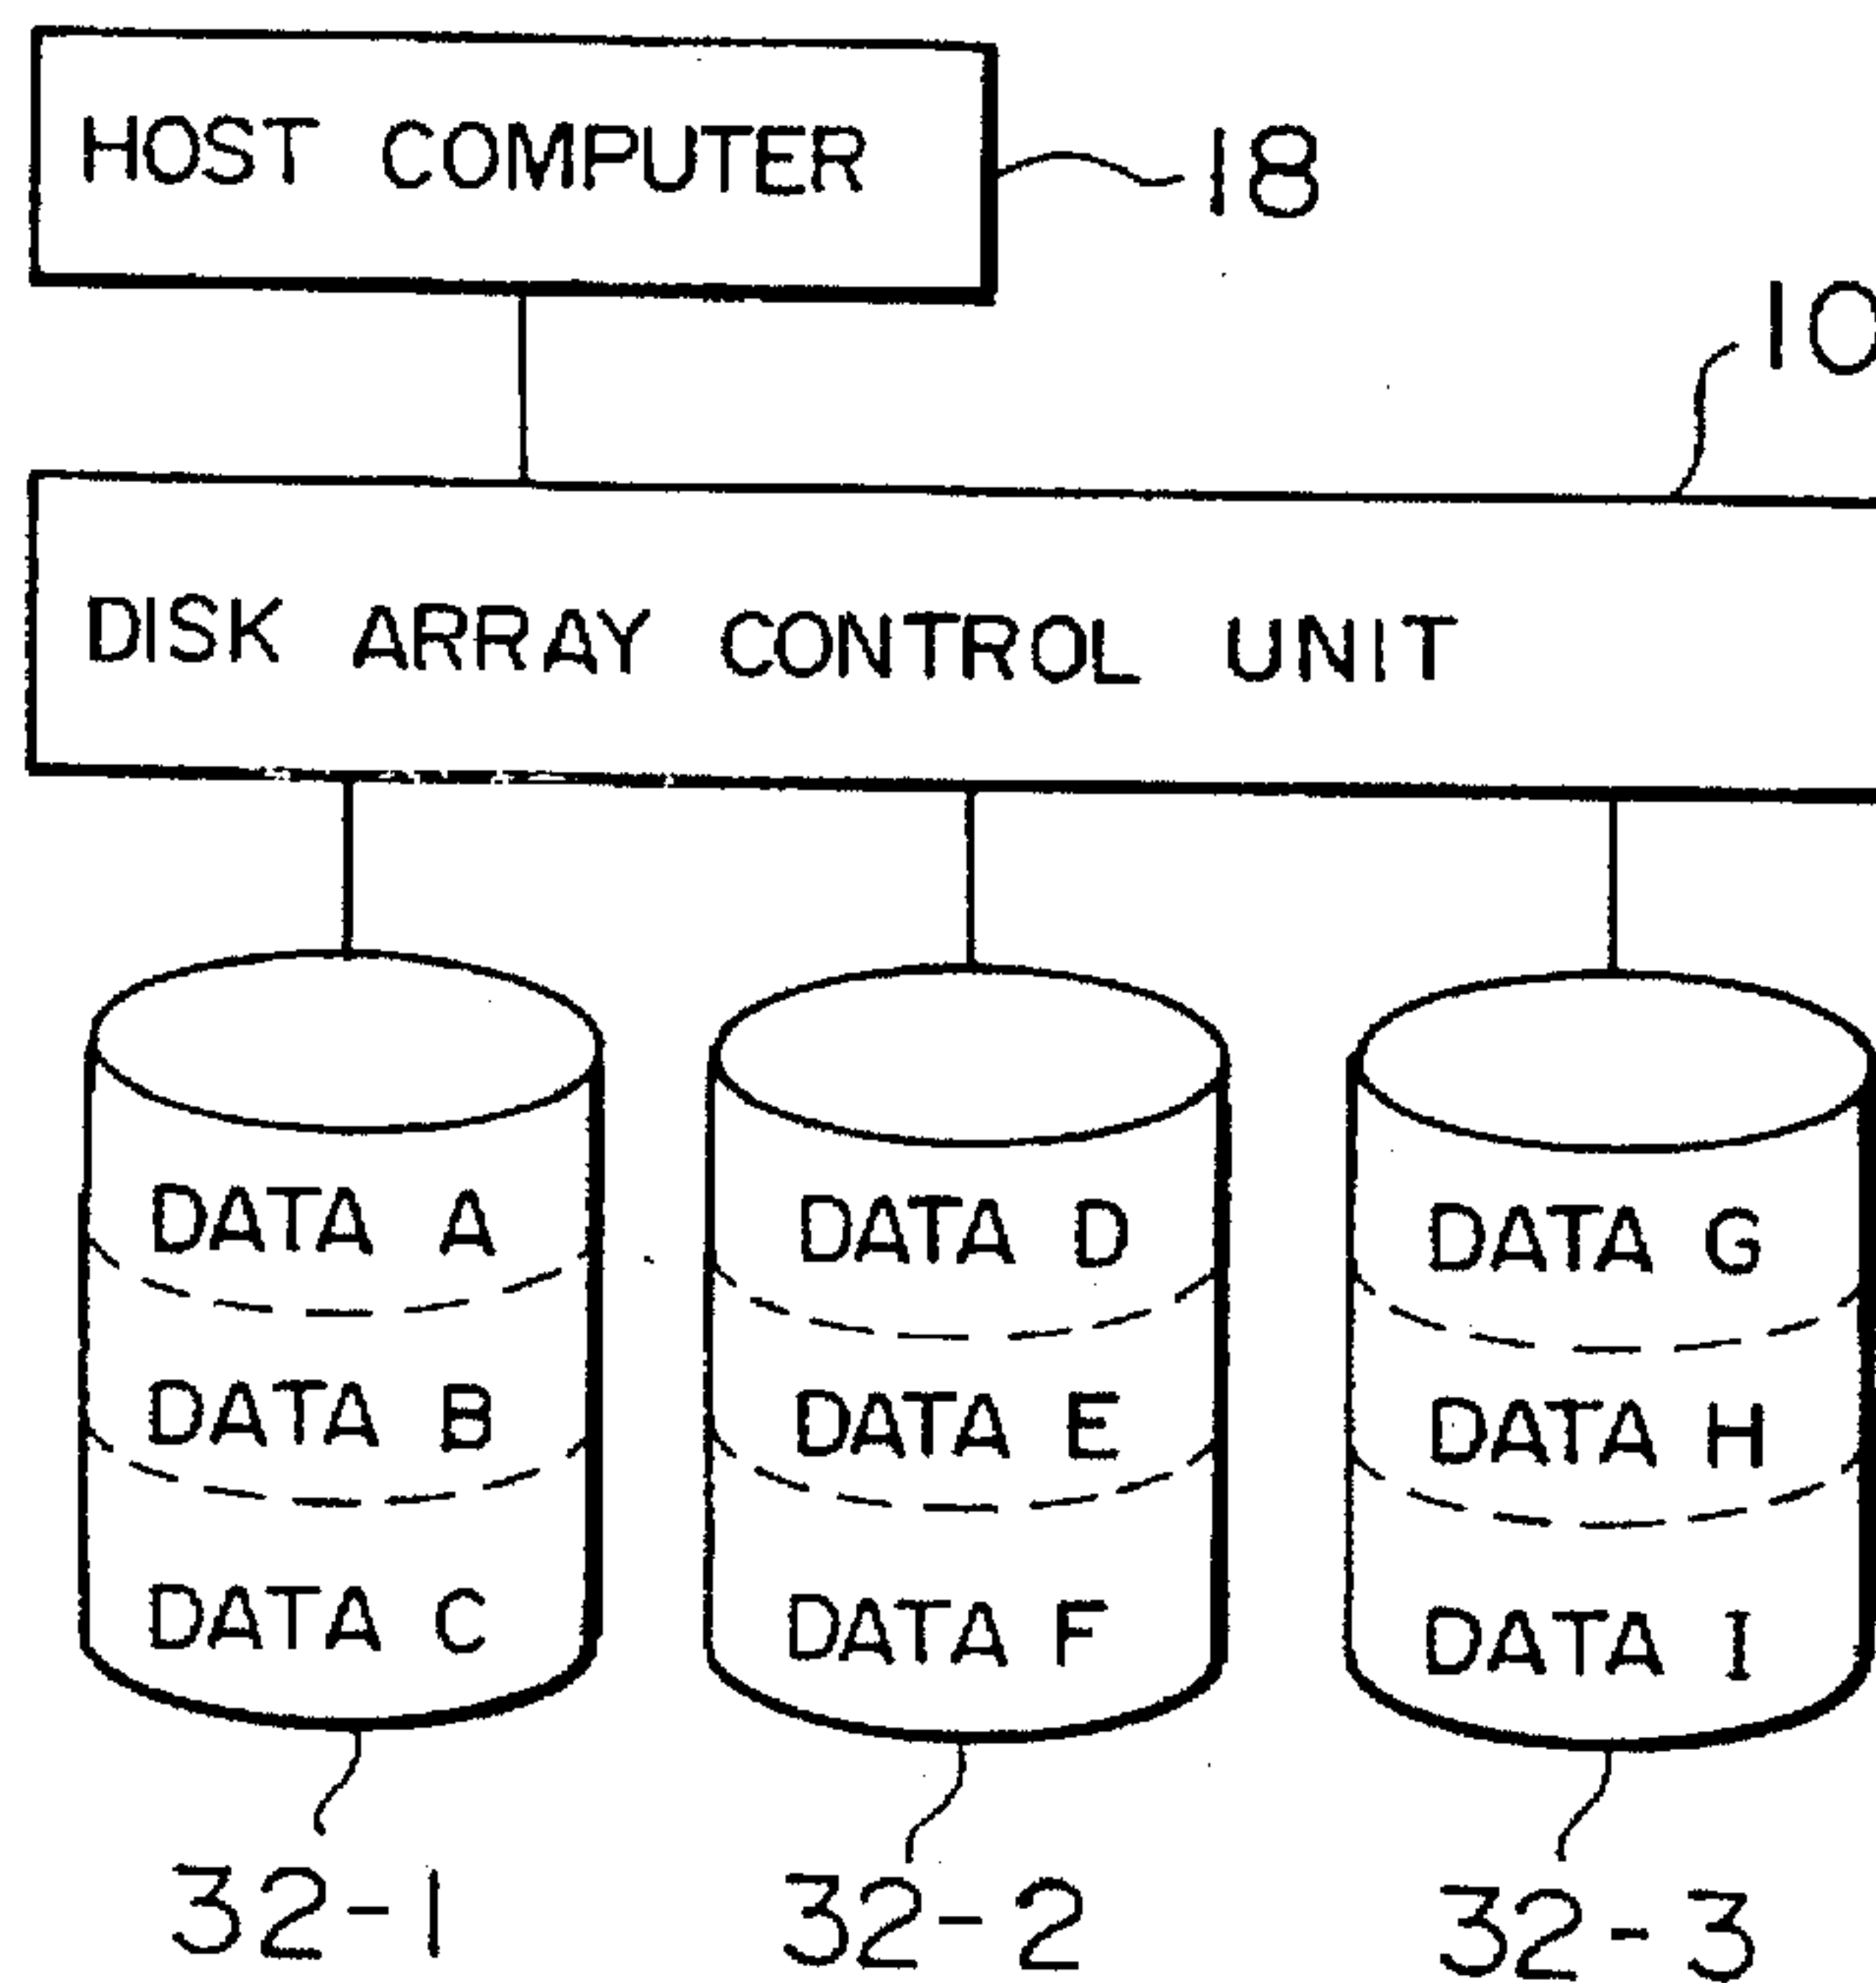 HOST COMPUTER
18
10
DISK ARRAY CONTROL UNIT
DATA A
DATA B
DATA C
DATA D
DATA E
DATA F
DATA G
DATA H
DATA I
32-1
32-2
32-3